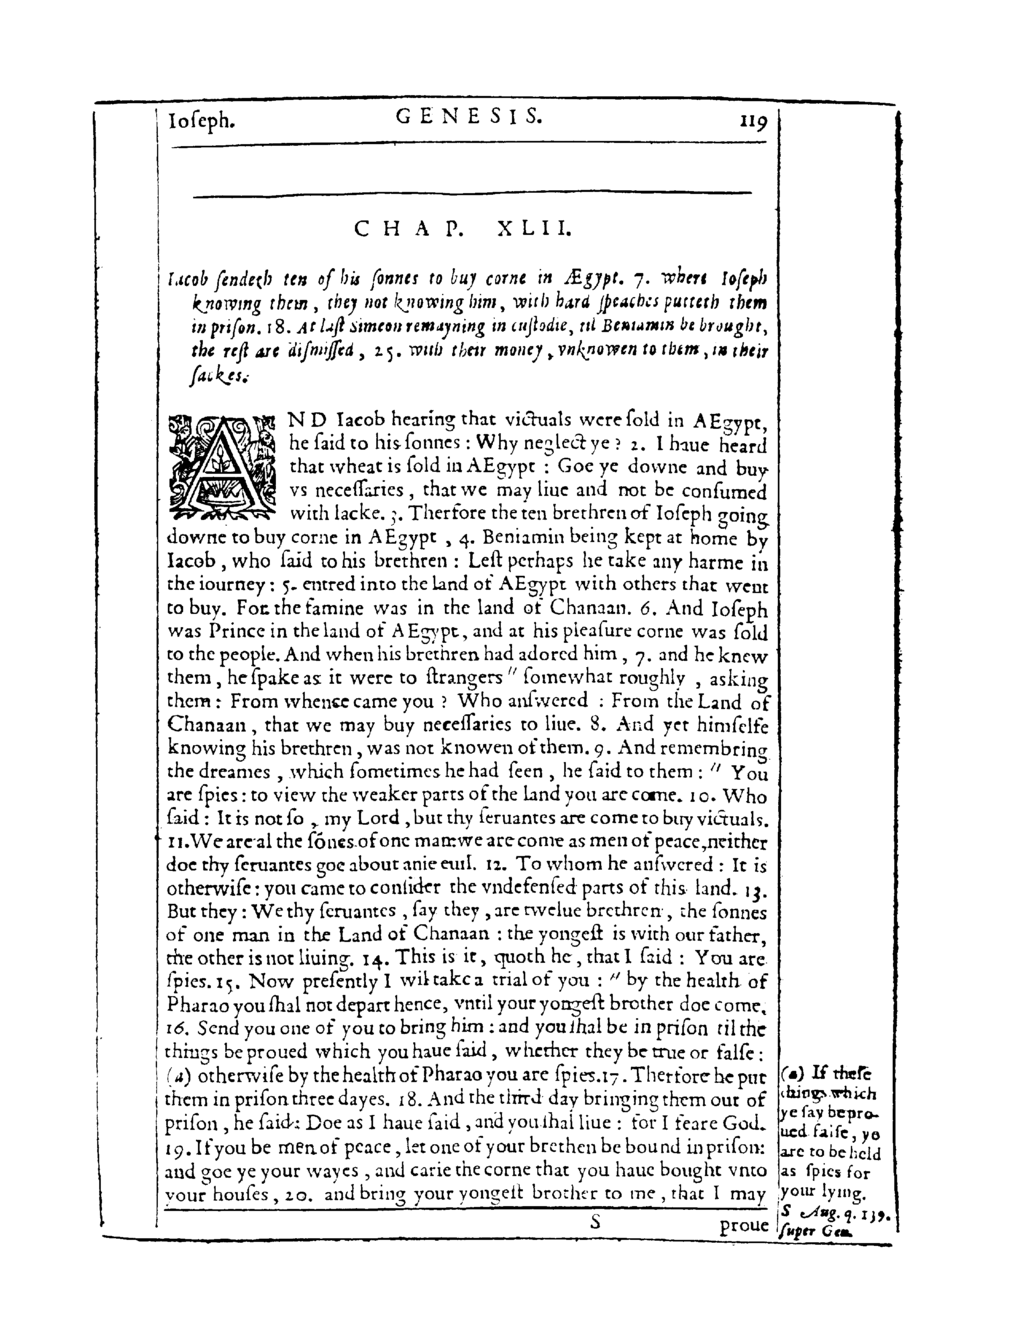 Ioſeph. GENESIS. 119
CHAP. XLII.
Iacob ſendeth ten of his ſonnes to buy corne in Ægypt. 7. where Ioſeph
knowing them, they not knowing him, with hard ſpeaches putteth them
in priſon. 18. At laſt Simeon remayning in cuſtodie, til Beniamin be brought,
the reſt are diſmiſſed, 25. with their money, vnknowen to them, in their
ſackes.
AND Iacob hearing that victuals were ſold in AEgypt,
he ſaid to his ſonnes: Why neglect ye? 2. I haue heard
that wheat is ſold in AEgypt: Goe ye downe and buy
vs neceſſaries, that we may liue and not be conſumed
with lacke. 3. Therfore the ten brethren of Ioſeph going
downe to buy corne in AEgypt, 4. Beniamin being kept at home by
Iacob, who ſaid to his brethren: Leſt perhaps he take any harme in
the iourney: 5. entred into the land of AEgypt with others that went
to buy. For the famine was in the land of Chanaan. 6. And Ioſeph
was Prince in the land of AEgypt, and at his pleaſure corne was ſold
to the people. And when his brethren had adored him, 7. and he knew
them, he ſpake as it were to ſtrangers " ſomewhat roughly, asking
them: From whence came you? Who anſwered: From the Land of
Chanaan, that we may buy neceſſaries to liue. 8. And yet himſelfe
knowing his brethren, was not knowen of them. 9. And remembring
the dreames, which ſometimes he had ſeen, he ſaid to them: " You
are ſpies: to view the weaker parts of the Land you are come. 10. Who
ſaid: It is not ſo, my Lord, but thy ſeruantes are come to buy victuals.
11. We are al the ſõnes of one man: we are come as men of peace, neither
doe thy ſeruantes goe about anie euil. 12. To whom he anſwered: It is
otherwiſe: you came to conſider the vndefenſed parts of this land. 13.
But they: We thy ſeruantes, ſay they, are twelue brethren, the ſonnes
of one man in the Land of Chanaan: the yongeſt is with our father,
the other is not liuing. 14. This is it, quoth he, that I ſaid: You are
ſpies. 15. Now preſently I wil take a trial of you: " by the health of
Pharao you ſhal not depart hence, vntil your yongeſt brother doe come.
16. Send you one of you to bring him: and you ſhal be in priſon til the
things be proued which you haue ſaid, whether they be true or falſe:
(a) otherwiſe by the health of Pharao you are ſpies. 17. Therfore he put
them in priſon three dayes. 18. And the third day bringing them out of
priſon, he ſaid: Doe as I haue ſaid, and you ſhal liue: for I feare God.
19. If you be men of peace, let one of your brethen be bound in priſon:
and goe ye your wayes, and carie the corne that you haue bought vnto
your houſes, 20. and bring your yongeſt brother to me, that I may
S proue
(a) If theſe
things which
ye ſay be pro-
ued falſe, yo
are to be held
as ſpies for
your lying.
S Aug. q. 139.
ſuper Gen.